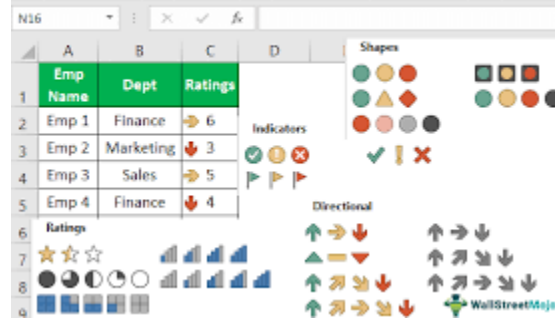 N16
fx
A B C D
Shapes
1 Emp Name Dept Ratings
2 Emp 1 Finance 6
Indicators
3 Emp 2 Marketing 3
4 Emp 3 Sales 5
5 Emp 4 Finance 4
Directional
6 Ratings
7
8
9
WallStreetMojo